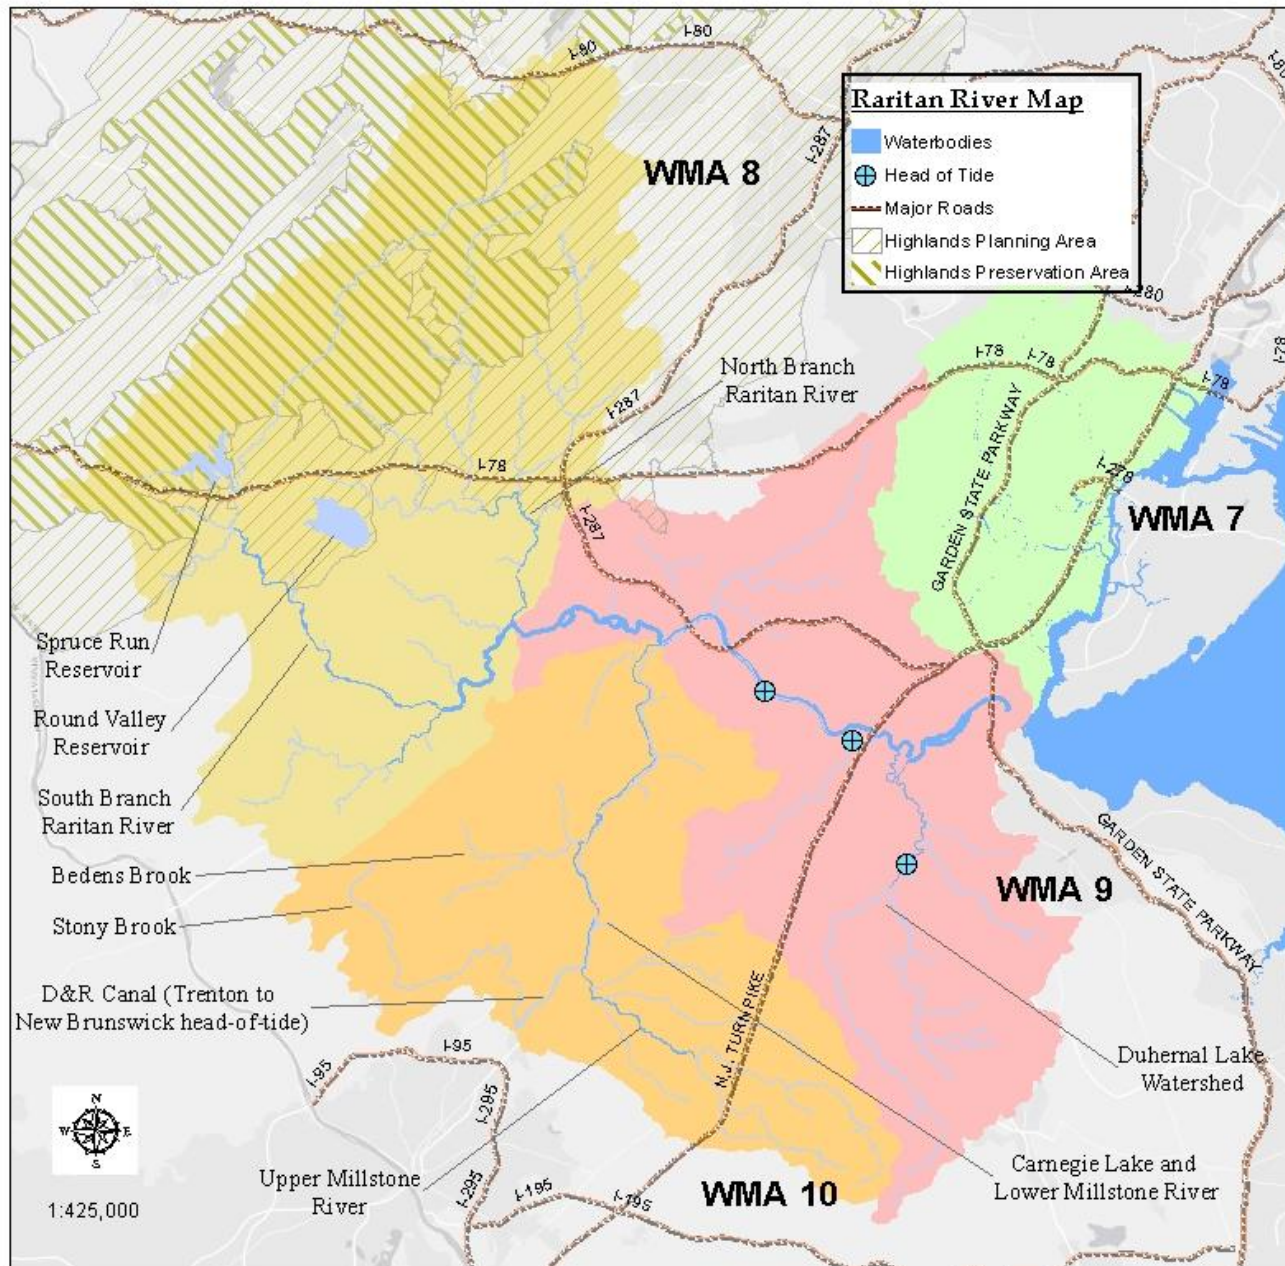 I-80
I-80
I-80
I-287
WMA 8
Raritan River Map
Waterbodies
Head of Tide
Major Roads
Highlands Planning Area
Highlands Preservation Area
I-280
I-78
I-78
I-78
I-78
North Branch
Raritan River
I-287
I-78
I-287
GARDEN STATE PARKWAY
I-278
WMA 7
Spruce Run
Reservoir
Round Valley
Reservoir
South Branch
Raritan River
Bedens Brook
Stony Brook
D&R Canal (Trenton to
New Brunswick head-of-tide)
GARDEN STATE PARKWAY
WMA 9
N.J. TURNPIKE
Duhernal Lake
Watershed
I-95
I-95
I-295
I-295
N
W
E
S
1:425,000
Upper Millstone
River
I-195
I-195
WMA 10
Carnegie Lake and
Lower Millstone River